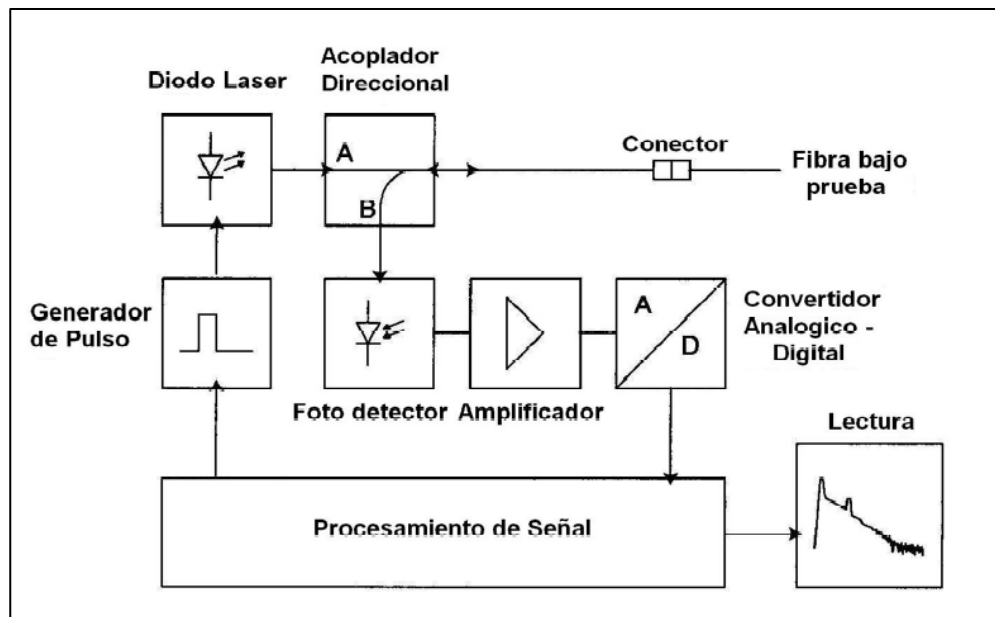 Acoplador
Direccional
Diodo Laser
A
B
Conector
Fibra bajo
prueba
Generador
de Pulso
A
D
Convertidor
Analogico -
Digital
Foto detector
Amplificador
Lectura
Procesamiento de Señal